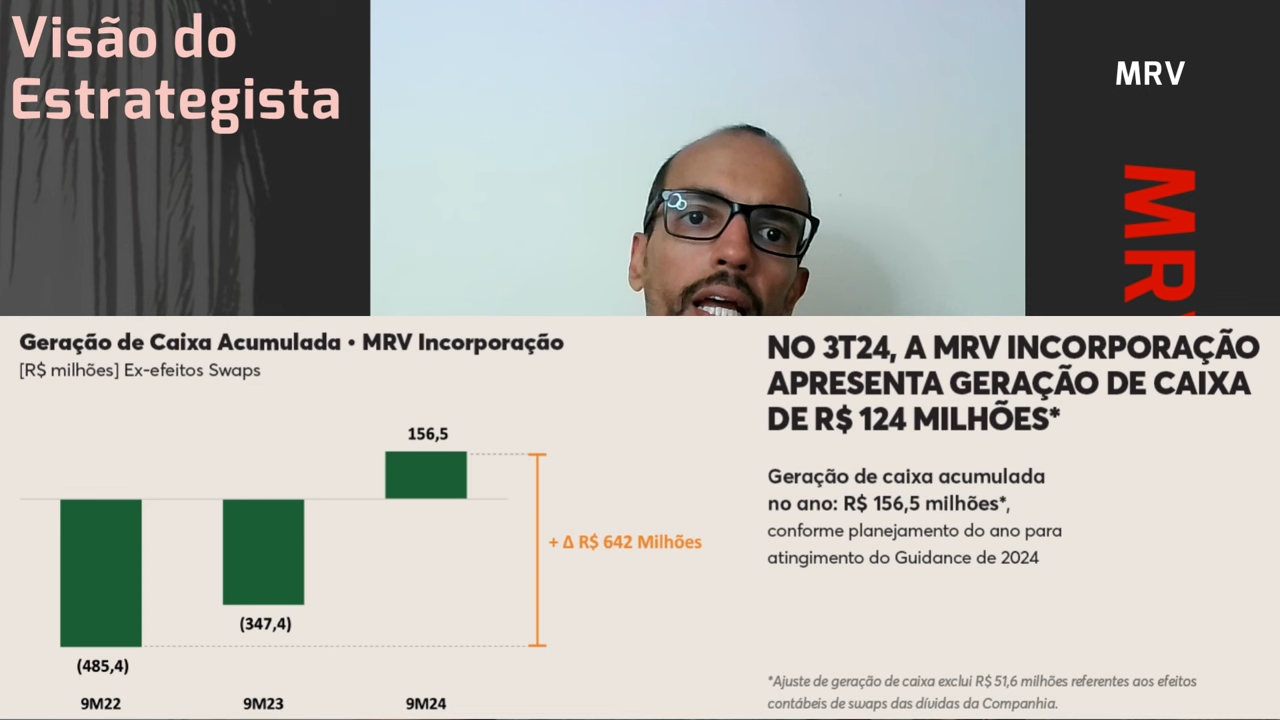 Visão do
Estrategista
MRV
MRV
Geração de Caixa Acumulada • MRV Incorporação
[R$ milhões] Ex-efeitos Swaps
156,5
+ Δ R$ 642 Milhões
(347,4)
(485,4)
9M22
9M23
9M24
NO 3T24, A MRV INCORPORAÇÃO
APRESENTA GERAÇÃO DE CAIXA
DE R$ 124 MILHÕES*
Geração de caixa acumulada
no ano: R$ 156,5 milhões*,
conforme planejamento do ano para
atingimento do Guidance de 2024
*Ajuste de geração de caixa exclui R$ 51,6 milhões referentes aos efeitos
contábeis de swaps das dívidas da Companhia.